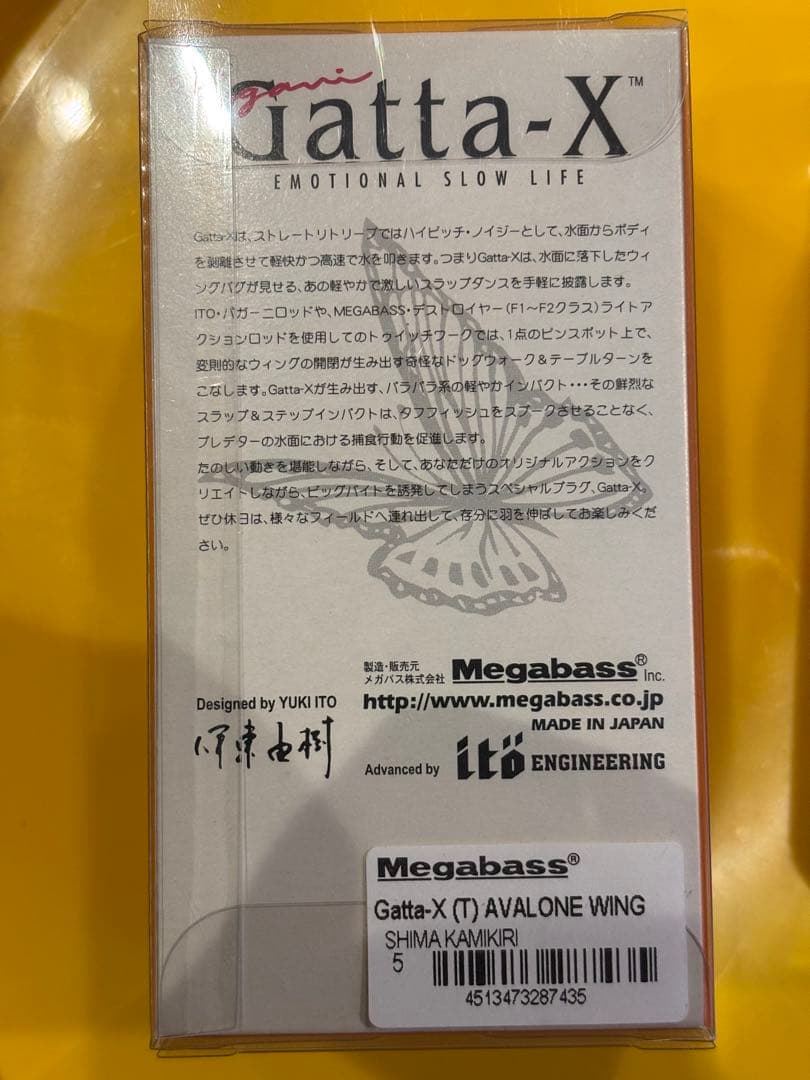 gani
Gatta-X™
EMOTIONAL SLOW LIFE
Gatta-Xは、ストレートリトリーブではハイピッチ・ノイジーとして、水面からボディ
を剥離させて軽快かつ高速で水を叩きます。つまりGatta-Xは、水面に落下したウィ
ングバグが見せる、あの軽やかで激しいスラップダンスを手軽に披露します。
ITO・パガーニロッドや、MEGABASS・デストロイヤー(F1～F2クラス)ライトア
クションロッドを使用してのトゥイッチワークでは、1点のピンスポット上で、
変則的なウィングの開閉が生み出す奇怪なドッグウォーク&テーブルターンを
こなします。Gatta-Xが生み出す、パラパラ系の軽やかインパクト・・・その鮮烈な
スラップ&ステップインパクトは、タフフィッシュをスプークさせることなく、
プレデターの水面における捕食行動を促進します。
たのしい動きを堪能しながら、そして、あなただけのオリジナルアクションをク
リエイトしながら、ビッグバイトを誘発してしまうスペシャルプラグ、Gatta-X。
ぜひ休日は、様々なフィールドへ連れ出して、存分に羽を伸ばしてお楽しみくだ
さい。
製造・販売元
メガバス株式会社 Megabass® Inc.
http://www.megabass.co.jp
MADE IN JAPAN
Designed by YUKI ITO
伊東由樹
Advanced by itö ENGINEERING
Megabass®
Gatta-X (T) AVALONE WING
SHIMA KAMIKIRI
5
4513473287435